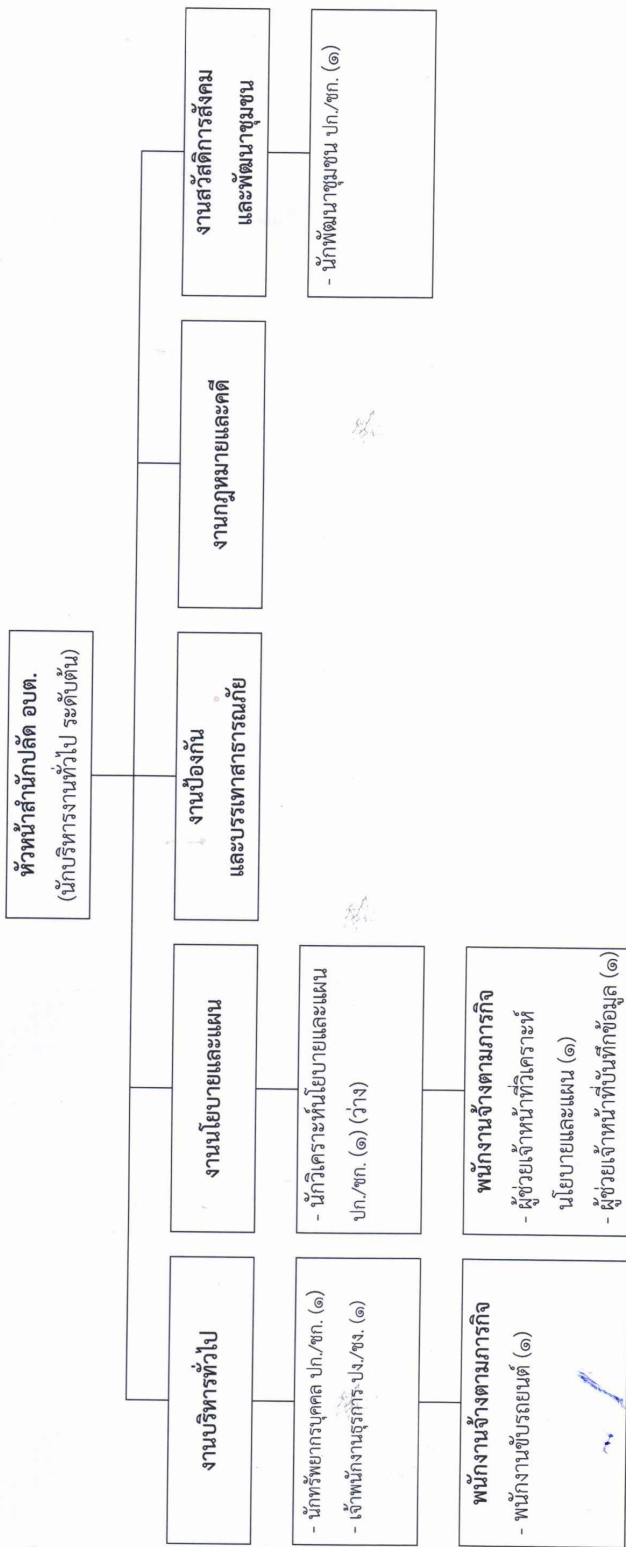 หัวหน้าสำนักปลัด อบต.
(นักบริหารงานทั่วไป ระดับต้น)
งานบริหารทั่วไป
- นักทรัพยากรบุคคล ปก./ชก. (๑)
- เจ้าพนักงานธุรการ ปง./ชง. (๑)
พนักงานจ้างตามภารกิจ
- พนักงานขับรถยนต์ (๑)
งานนโยบายและแผน
- นักวิเคราะห์นโยบายและแผน
ปก./ชก. (๑) (ว่าง)
พนักงานจ้างตามภารกิจ
- ผู้ช่วยเจ้าหน้าที่วิเคราะห์
นโยบายและแผน (๑)
- ผู้ช่วยเจ้าหน้าที่บันทึกข้อมูล (๑)
งานป้องกัน
และบรรเทาสาธารณภัย
งานกฎหมายและคดี
งานสวัสดิการสังคม
และพัฒนาชุมชน
- นักพัฒนาชุมชน ปก./ชก. (๑)